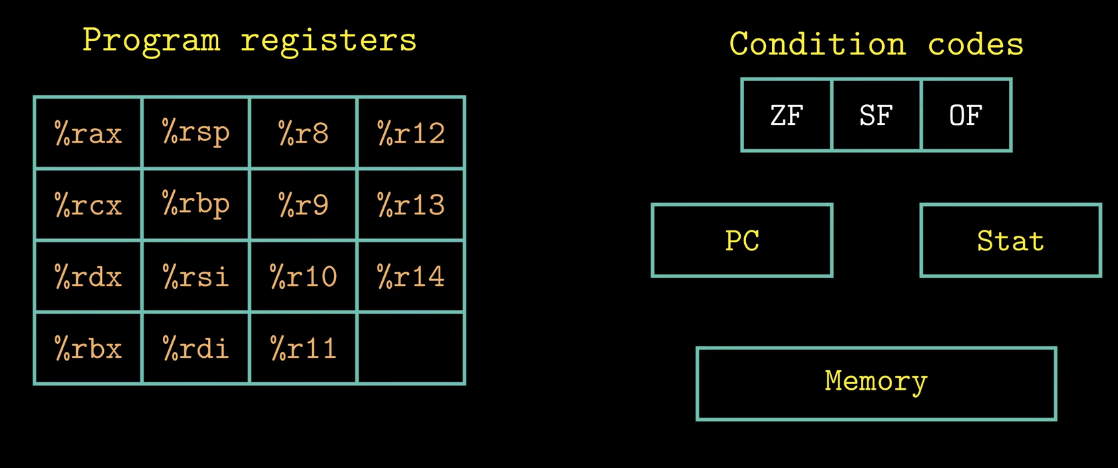 Program registers
%rax %rsp %r8 %r12
%rcx %rbp %r9 %r13
%rdx %rsi %r10 %r14
%rbx %rdi %r11
Condition codes
ZF SF OF
PC Stat
Memory